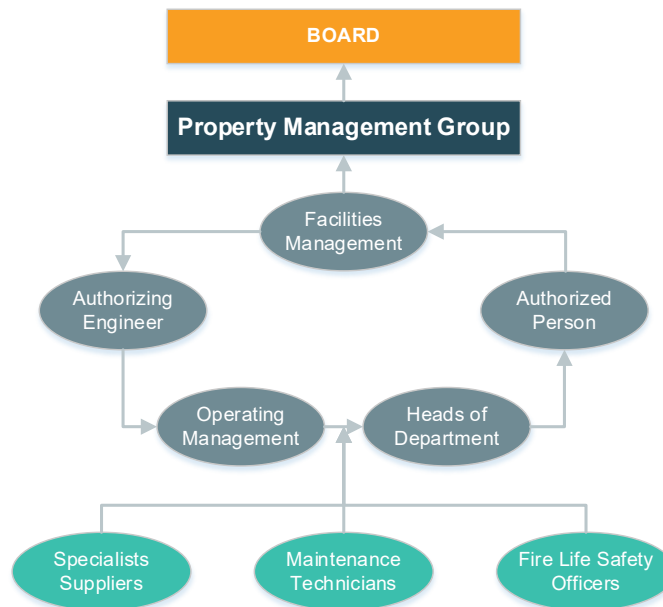 BOARD
Property Management Group
Facilities
Management
Authorizing
Engineer
Authorized
Person
Operating
Management
Heads of
Department
Specialists
Suppliers
Maintenance
Technicians
Fire Life Safety
Officers